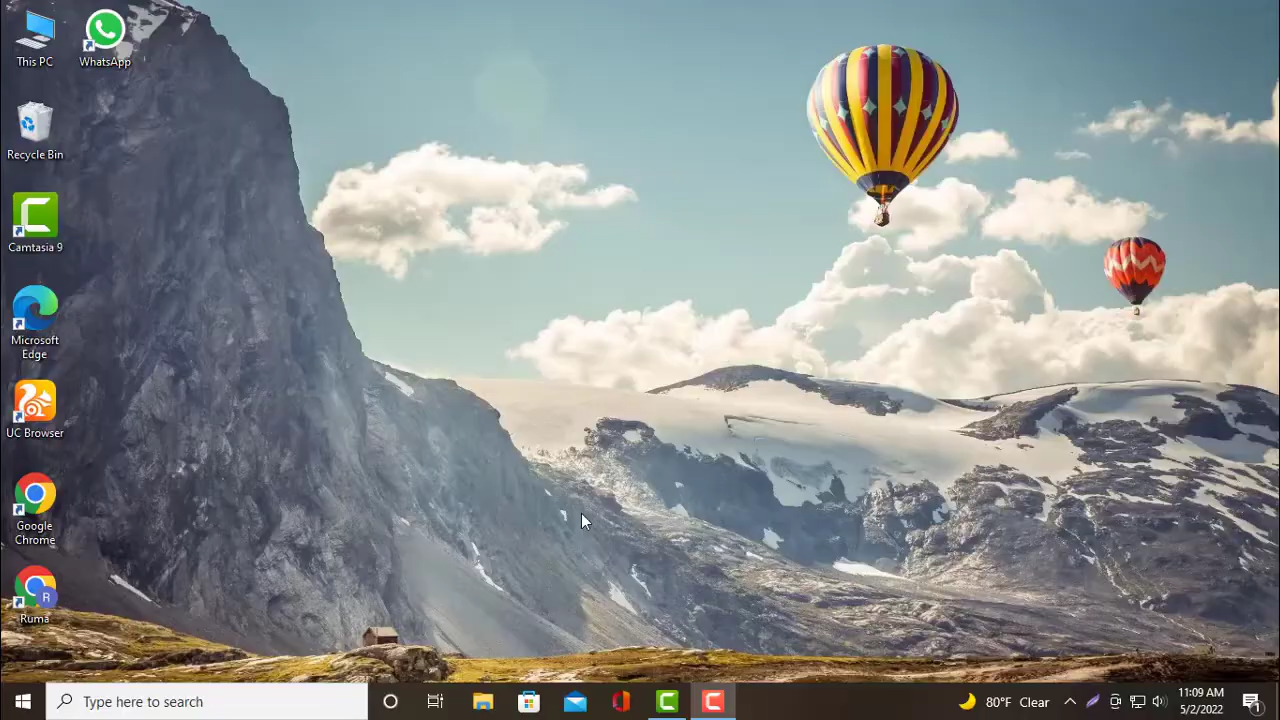 This PC
WhatsApp
Recycle Bin
Camtasia 9
Microsoft
Edge
UC Browser
Google
Chrome
R
Ruma
Type here to search
80°F Clear
11:09 AM
5/2/2022
1